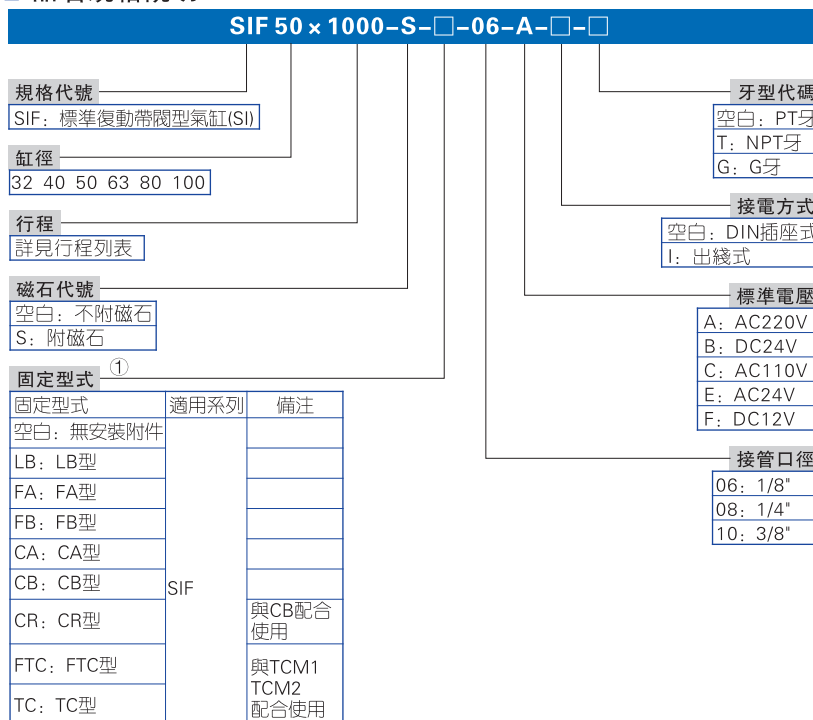 SIF 50 × 1000-S-□-06-A-□-□
規格代號
SIF：標準復動帶閥型氣缸(SI)
缸徑
32 40 50 63 80 100
行程
詳見行程列表
磁石代號
空白：不附磁石
S：附磁石
固定型式 ①
固定型式 適用系列 備注
空白：無安裝附件
LB：LB型
FA：FA型
FB：FB型
CA：CA型
CB：CB型
SIF
CR：CR型
與CB配合
使用
FTC：FTC型
TC：TC型
與TCM1
TCM2
配合使用
牙型代碼
空白：PT牙
T：NPT牙
G：G牙
接電方式
空白：DIN插座式
I：出綫式
標準電壓
A：AC220V
B：DC24V
C：AC110V
E：AC24V
F：DC12V
接管口徑
06：1/8"
08：1/4"
10：3/8"